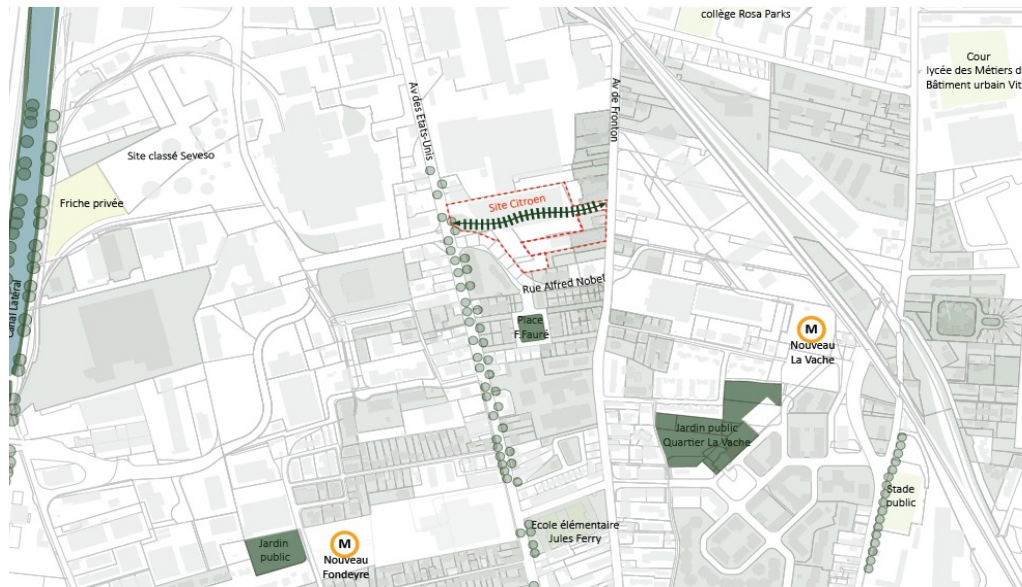 collège Rosa Parks
Cour
lycée des Métiers d
Bâtiment urbain Vit
Av des Etats-Unis
Av de Fronton
Site classé Seveso
Friche privée
Site Citroen
Canal Latéral
Rue Alfred Nobel
Place
F.Fauré
M
Nouveau
La Vache
Jardin public
Quartier La Vache
Stade
public
Ecole élémentaire
Jules Ferry
Jardin
public
M
Nouveau
Fondeyre